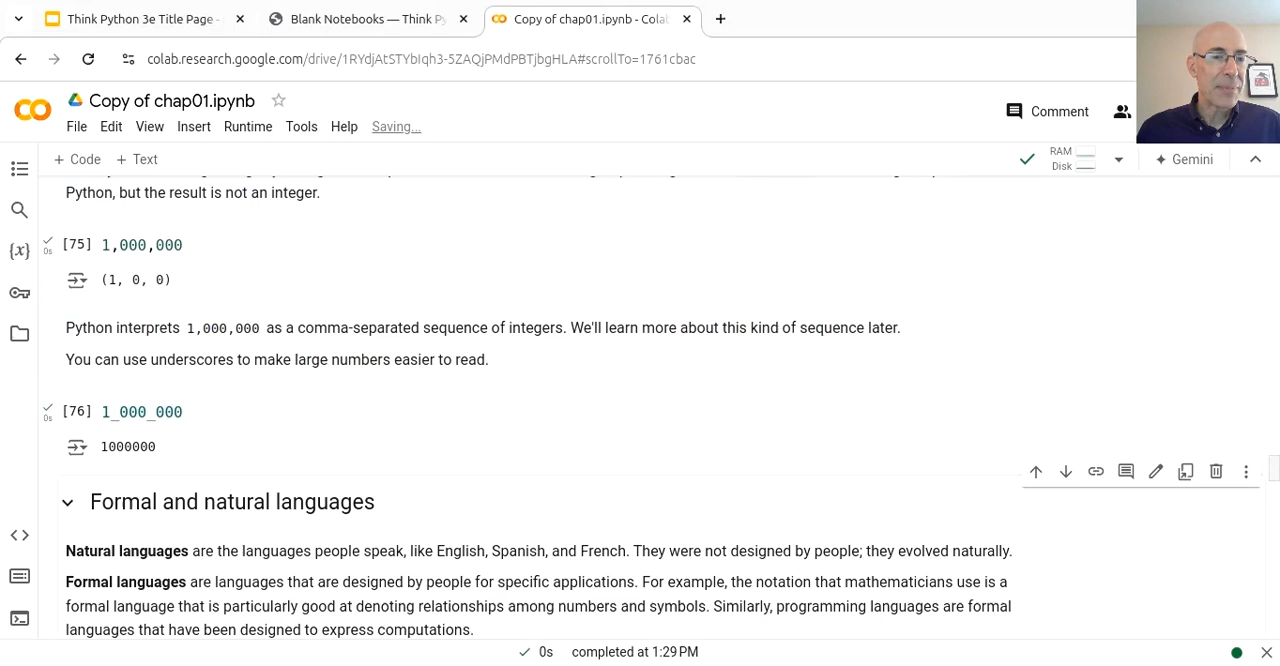 Think Python 3e Title Page -
Blank Notebooks — Think Py
Copy of chap01.ipynb - Colab
colab.research.google.com/drive/1RYdjAtSTYbIqh3-5ZAQjPMdPBTjbgHLA#scrollTo=1761cbac
Copy of chap01.ipynb
Comment
File Edit View Insert Runtime Tools Help Saving...
+ Code + Text
RAM
Disk
Gemini
Python, but the result is not an integer.
0s
[75] 1,000,000
(1, 0, 0)
Python interprets 1,000,000 as a comma-separated sequence of integers. We'll learn more about this kind of sequence later.
You can use underscores to make large numbers easier to read.
0s
[76] 1_000_000
1000000
Formal and natural languages
Natural languages are the languages people speak, like English, Spanish, and French. They were not designed by people; they evolved naturally.
Formal languages are languages that are designed by people for specific applications. For example, the notation that mathematicians use is a
formal language that is particularly good at denoting relationships among numbers and symbols. Similarly, programming languages are formal
languages that have been designed to express computations.
0s completed at 1:29 PM